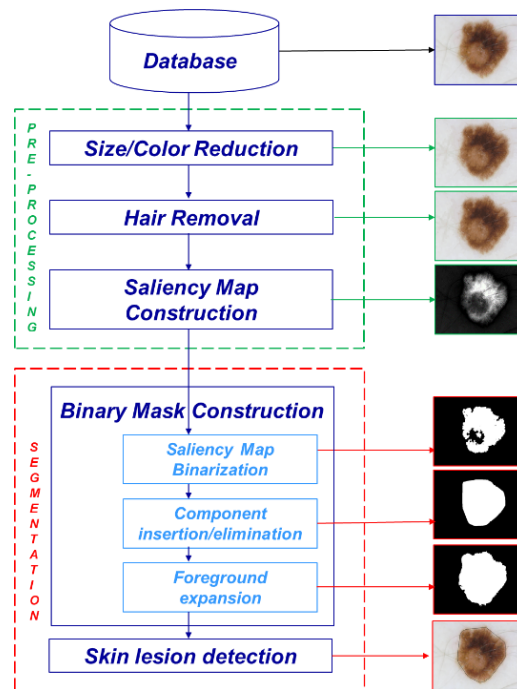 Database
PRE-PROCESSING
Size/Color Reduction
Hair Removal
Saliency Map
Construction
SEGMENTATION
Binary Mask Construction
Saliency Map
Binarization
Component
insertion/elimination
Foreground
expansion
Skin lesion detection